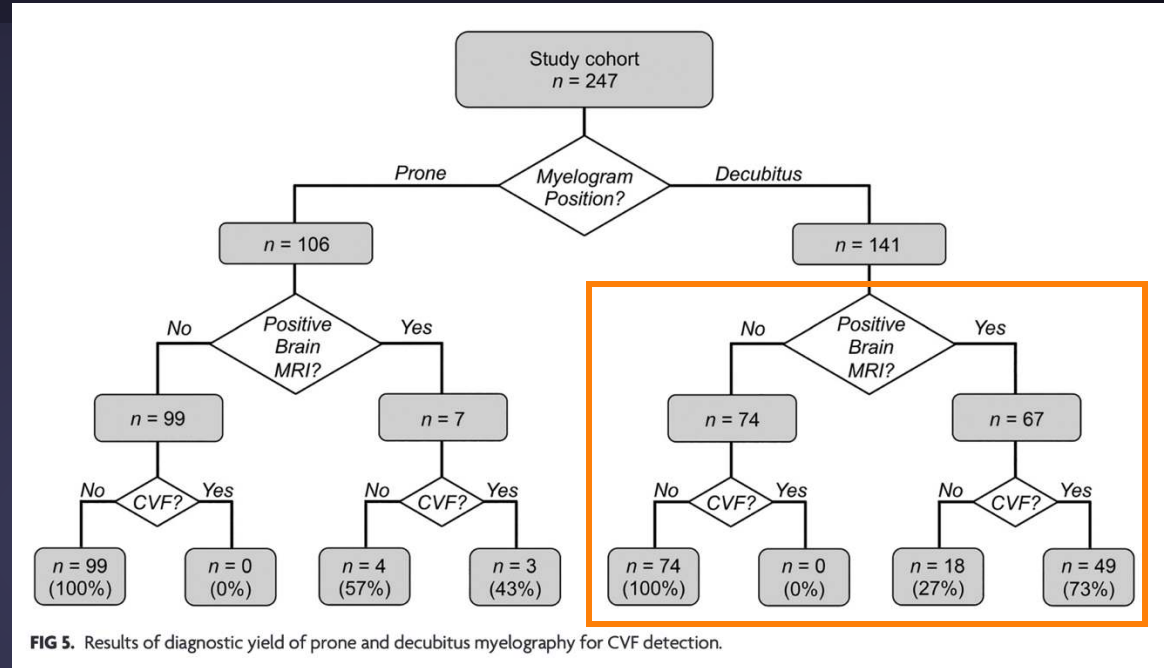 Study cohort
n = 247
Prone
Myelogram
Position?
Decubitus
n = 106
n = 141
No
Positive
Brain
MRI?
Yes
No
Positive
Brain
MRI?
Yes
n = 99
n = 7
n = 74
n = 67
No
CVF?
Yes
No
CVF?
Yes
No
CVF?
Yes
No
CVF?
Yes
n = 99
(100%)
n = 0
(0%)
n = 4
(57%)
n = 3
(43%)
n = 74
(100%)
n = 0
(0%)
n = 18
(27%)
n = 49
(73%)
FIG 5. Results of diagnostic yield of prone and decubitus myelography for CVF detection.